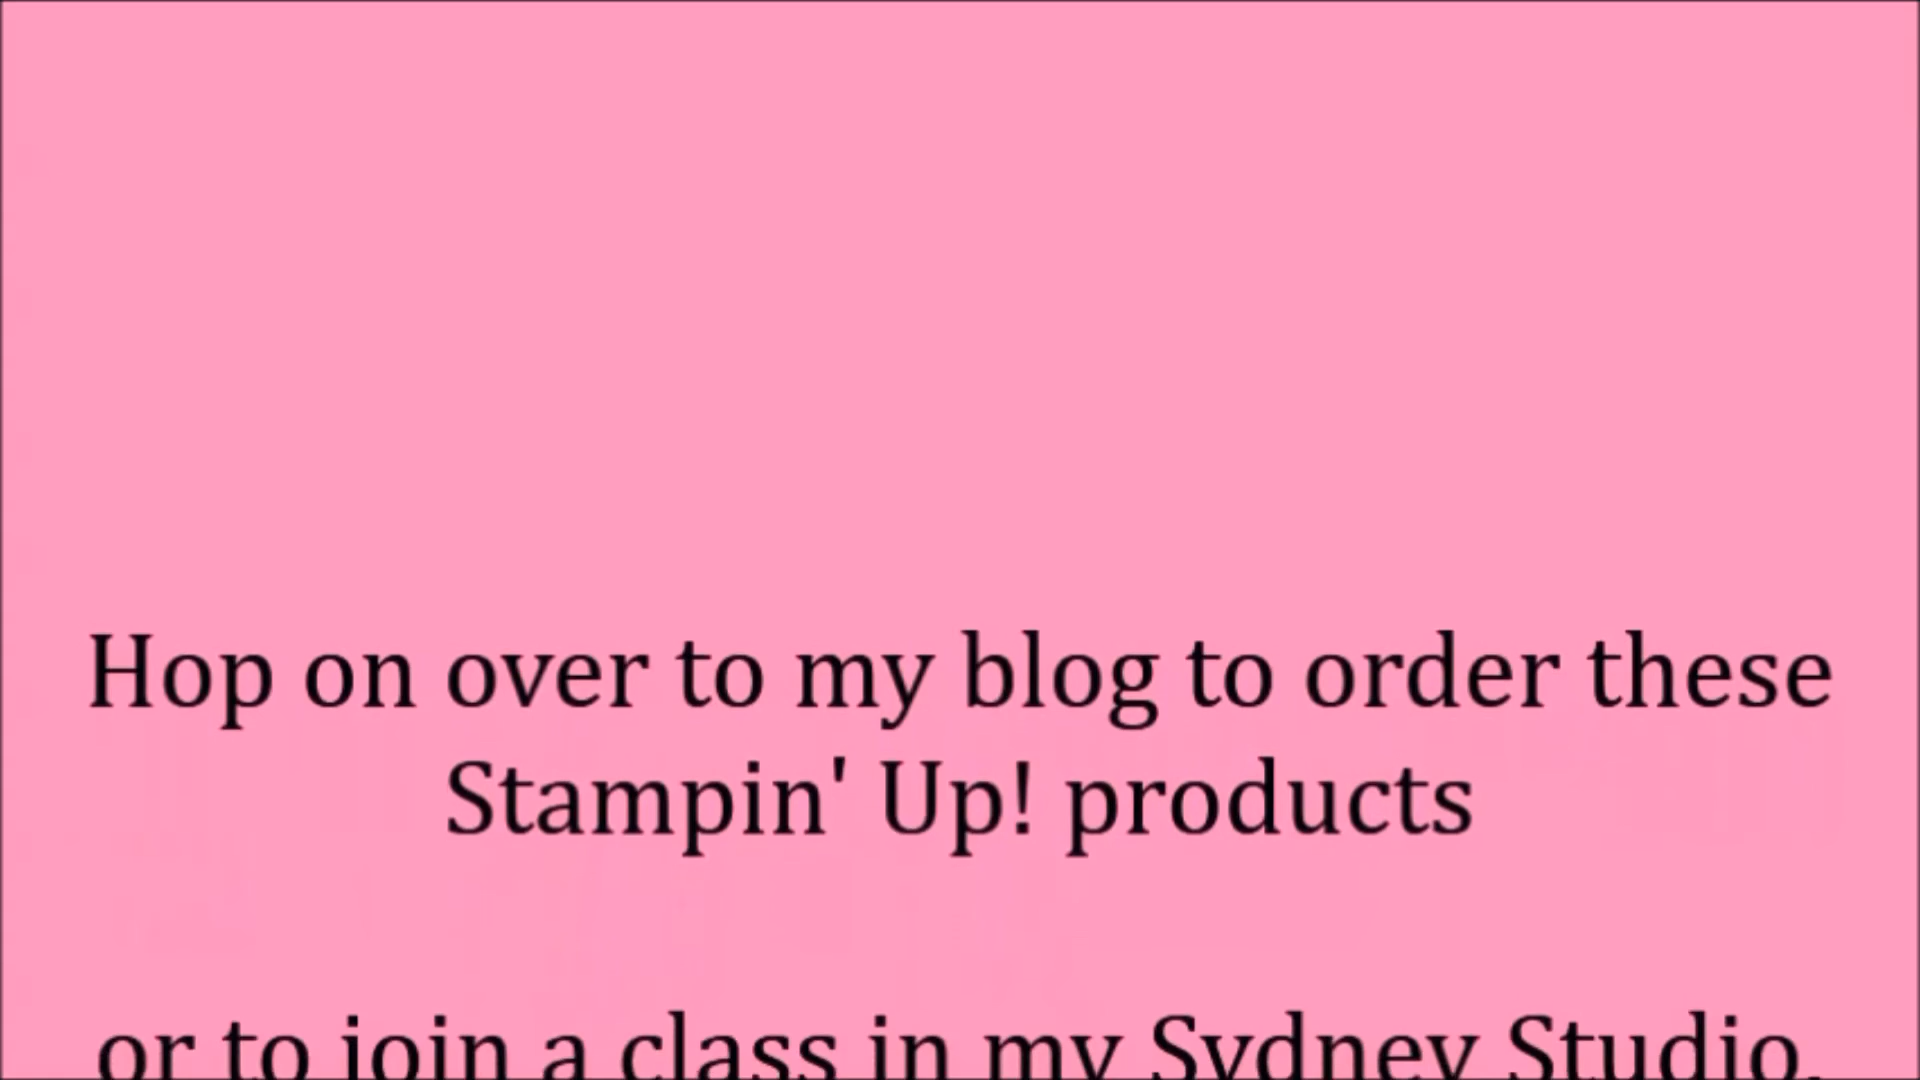 Hop on over to my blog to order these
Stampin' Up! products
or to join a class in my Sydney Studio.